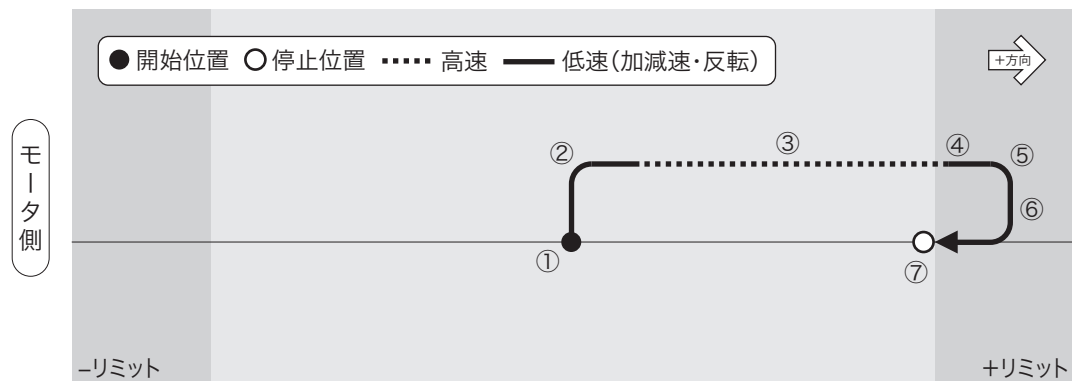 開始位置 停止位置 高速 低速(加減速・反転)
+方向
モータ側
②
③
④
⑤
⑥
①
⑦
−リミット
+リミット